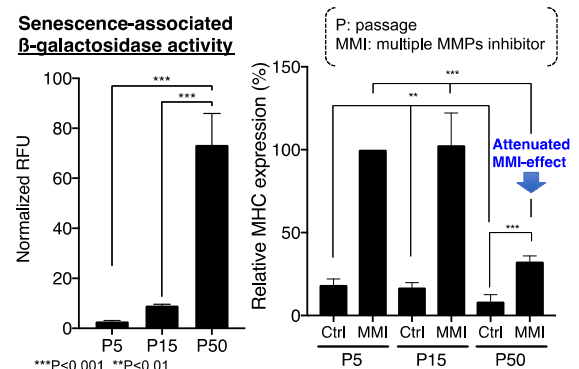 Senescence-associated
ß-galactosidase activity
P: passage
MMI: multiple MMPs inhibitor
Normalized RFU
100
80
60
40
20
0
***
***
P5 P15 P50
***P<0.001, **P<0.01
Relative MHC expression (%)
150
100
50
0
***
**
Attenuated
MMI-effect
***
Ctrl MMI Ctrl MMI Ctrl MMI
P5 P15 P50